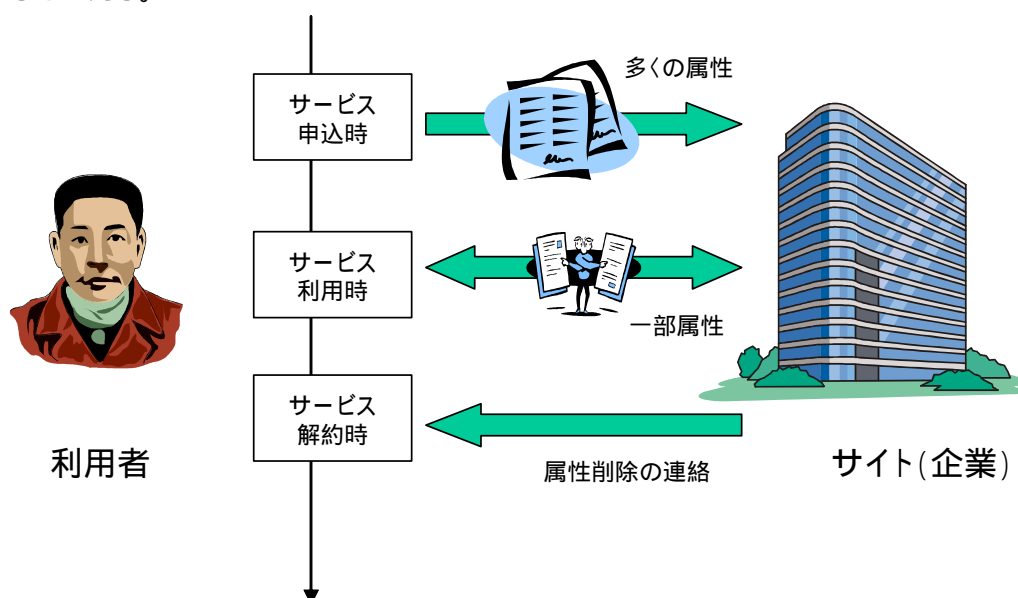 多くの属性
サービス
申込時
サービス
利用時
一部属性
サービス
解約時
属性削除の連絡
利用者
サイト(企業)